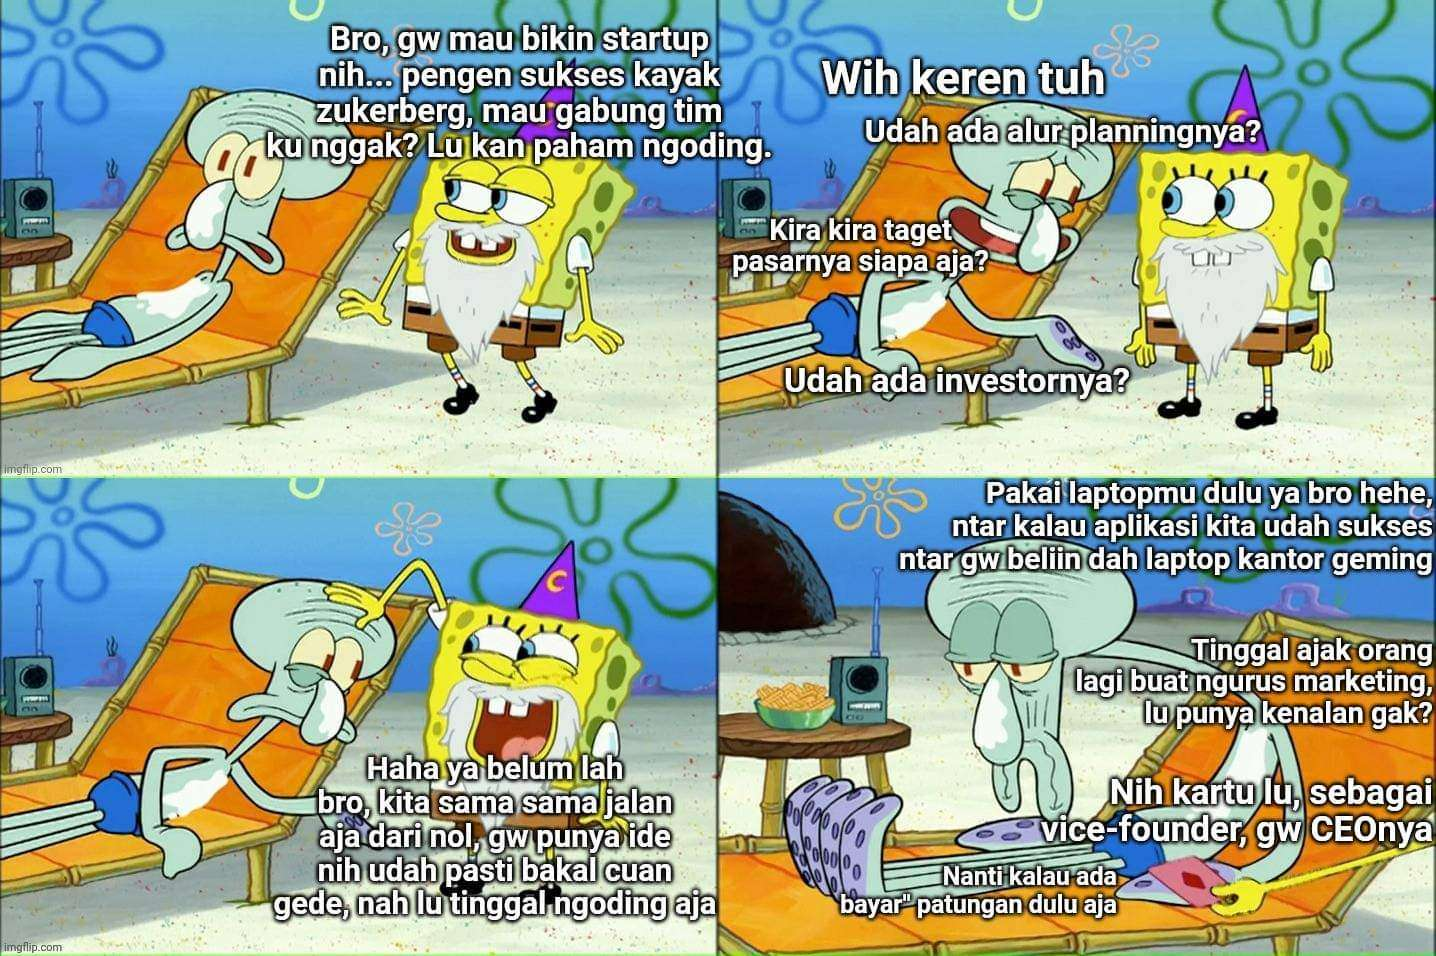 Bro, gw mau bikin startup
nih... pengen sukses kayak
zukerberg, mau gabung tim
ku nggak? Lu kan paham ngoding.
imgflip.com
Wih keren tuh
Udah ada alur planningnya?
Kira kira taget
pasarnya siapa aja?
Udah ada investornya?
C
Haha ya belum lah
bro, kita sama sama jalan
aja dari nol, gw punya ide
nih udah pasti bakal cuan
gede, nah lu tinggal ngoding aja
imgflip.com
Pakai laptopmu dulu ya bro hehe,
ntar kalau aplikasi kita udah sukses
ntar gw beliin dah laptop kantor geming
Tinggal ajak orang
lagi buat ngurus marketing,
lu punya kenalan gak?
Nih kartu lu, sebagai
vice-founder, gw CEOnya
Nanti kalau ada
bayar" patungan dulu aja